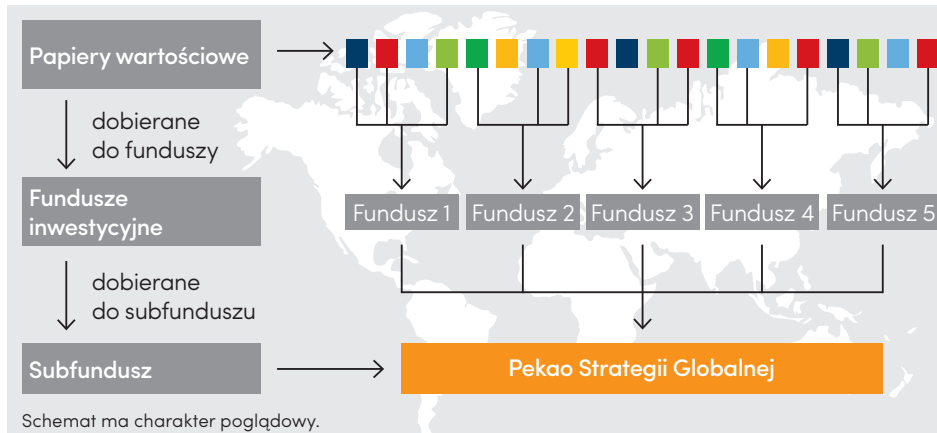 Papiery wartościowe
dobierane
do funduszy
Fundusze
inwestycyjne
Fundusz 1
Fundusz 2
Fundusz 3
Fundusz 4
Fundusz 5
dobierane
do subfunduszu
Subfundusz
Pekao Strategii Globalnej
Schemat ma charakter poglądowy.